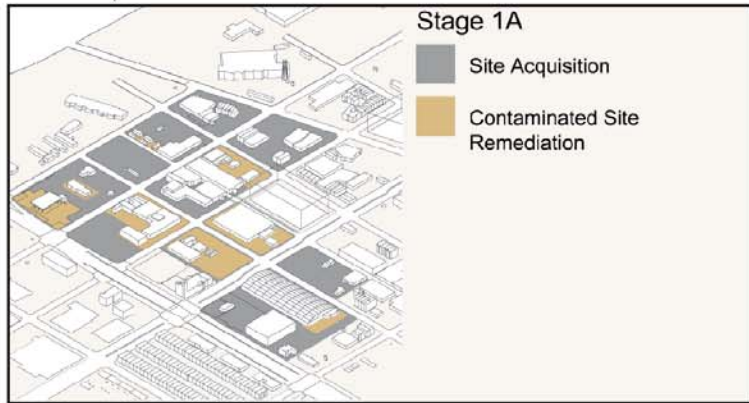 Stage 1A
Site Acquisition
Contaminated Site
Remediation